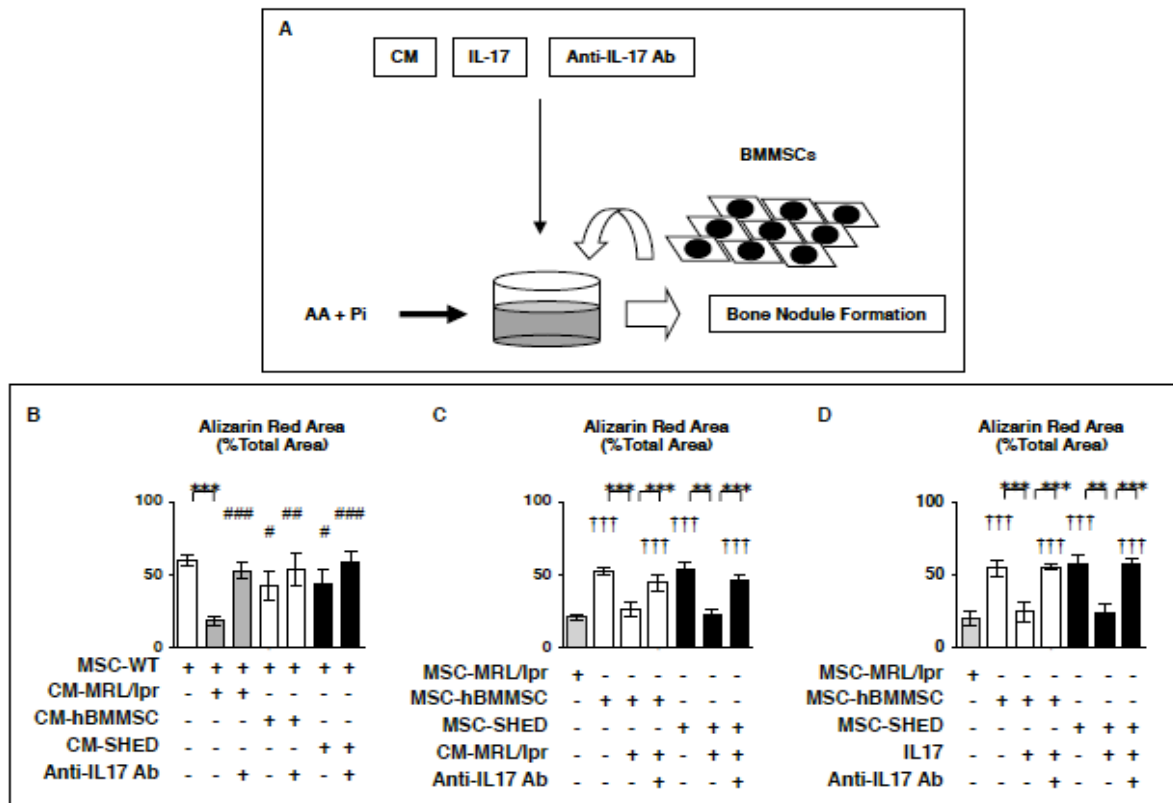 A
CM IL-17 Anti-IL-17 Ab
BMMSCs
AA + Pi
Bone Nodule Formation
B
Alizarin Red Area
(%Total Area)
***
### ## ###
# #
100
50
0
MSC-WT + + + + + + +
CM-MRL/lpr - + + - - - -
CM-hBMMSC - - - + + - -
CM-SHED - - - - - + +
Anti-IL17 Ab - - + - + - +
C
Alizarin Red Area
(%Total Area)
*** *** ** ***
††† †††
††† †††
100
50
0
MSC-MRL/lpr + - - - - - -
MSC-hBMMSC - + + + - - -
MSC-SHED - - - - + + +
CM-MRL/lpr - - + + - + +
Anti-IL17 Ab - - - + - - +
D
Alizarin Red Area
(%Total Area)
*** *** ** ***
††† †††
††† †††
100
50
0
MSC-MRL/lpr + - - - - - -
MSC-hBMMSC - + + + - - -
MSC-SHED - - - - + + +
IL17 - - + + - + +
Anti-IL17 Ab - - - + - - +